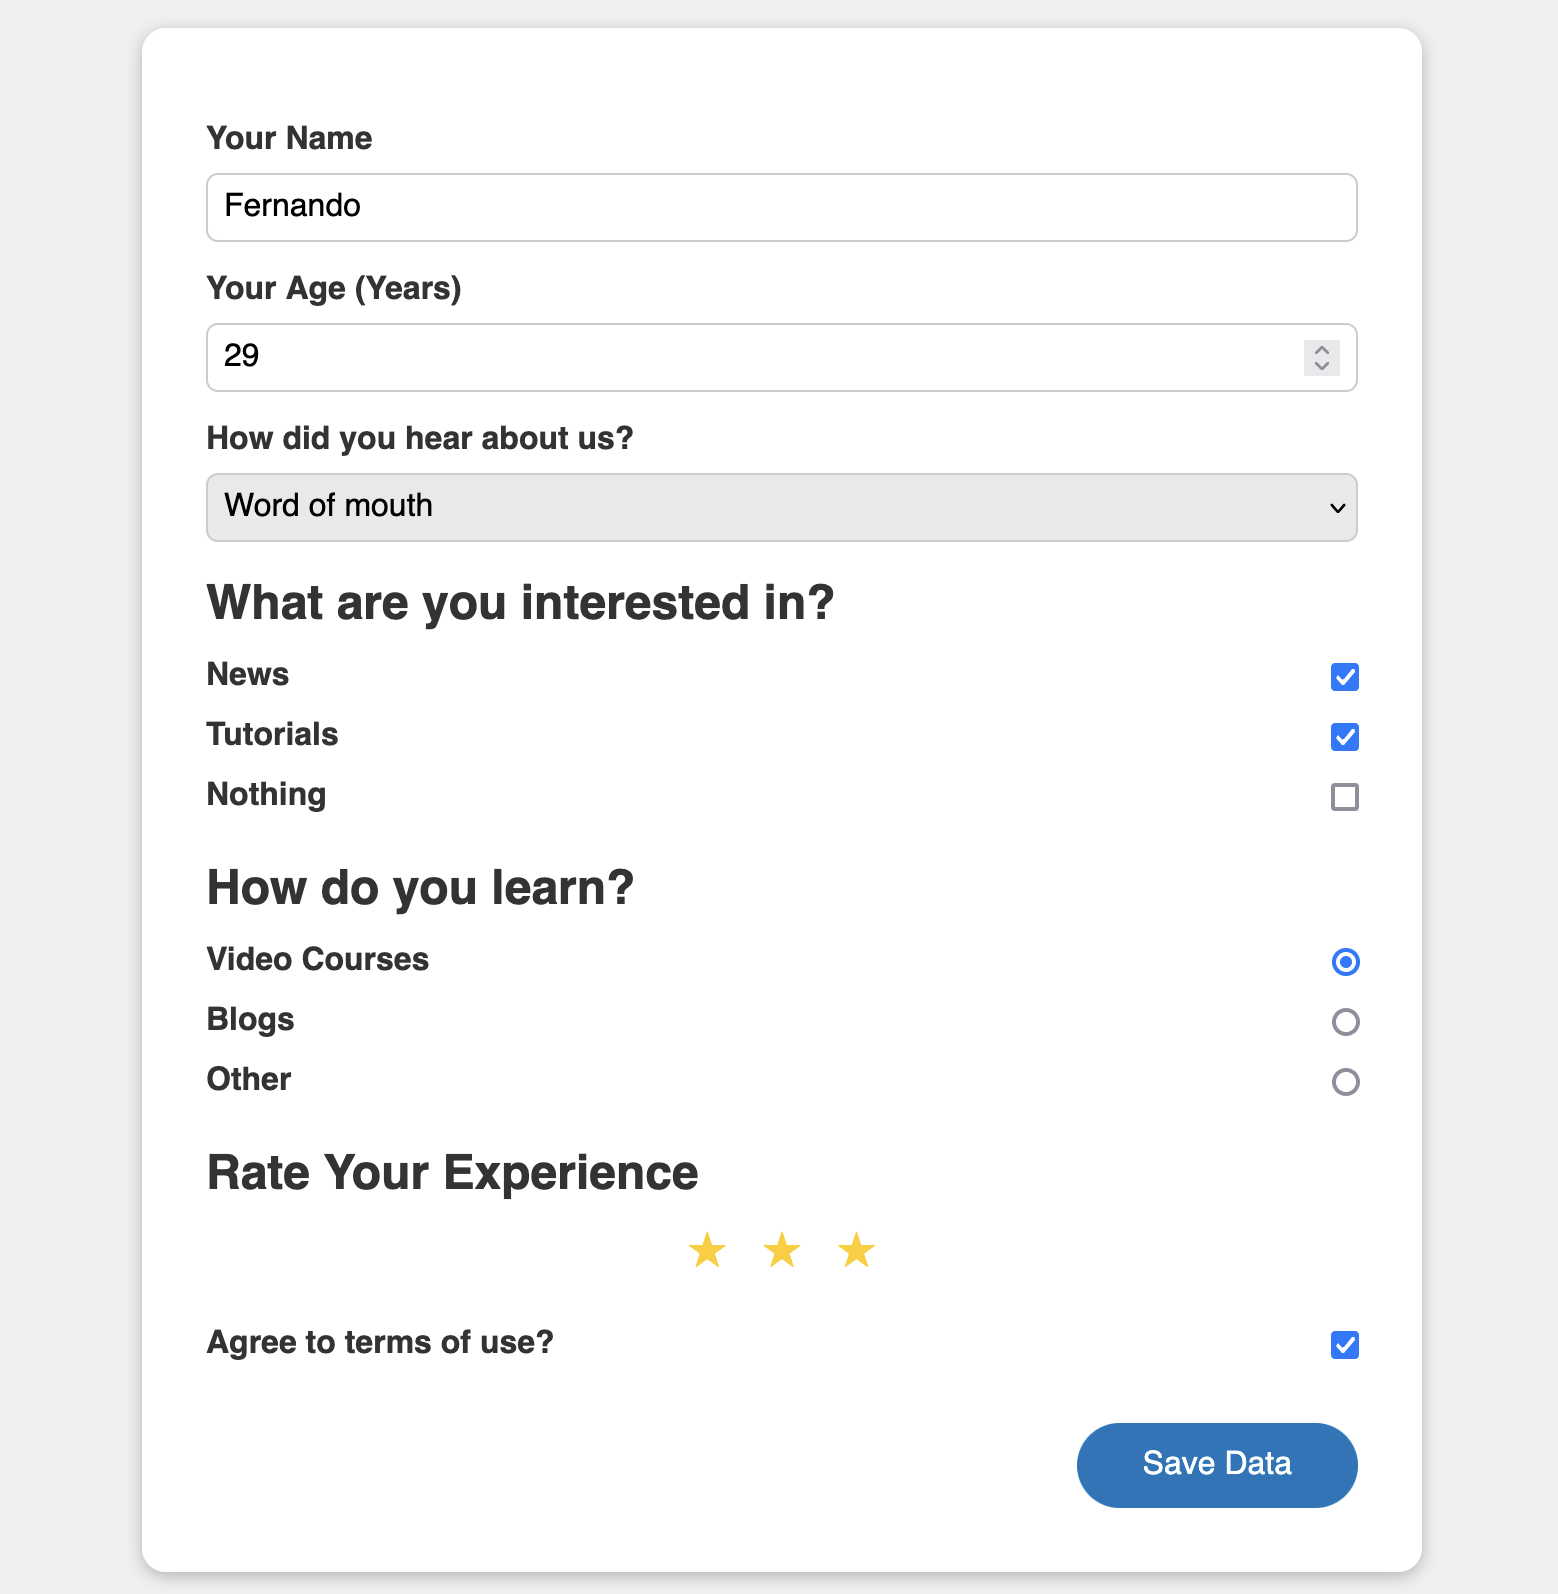 Your Name
Fernando
Your Age (Years)
29
How did you hear about us?
Word of mouth
What are you interested in?
News
Tutorials
Nothing
How do you learn?
Video Courses
Blogs
Other
Rate Your Experience
Agree to terms of use?
Save Data